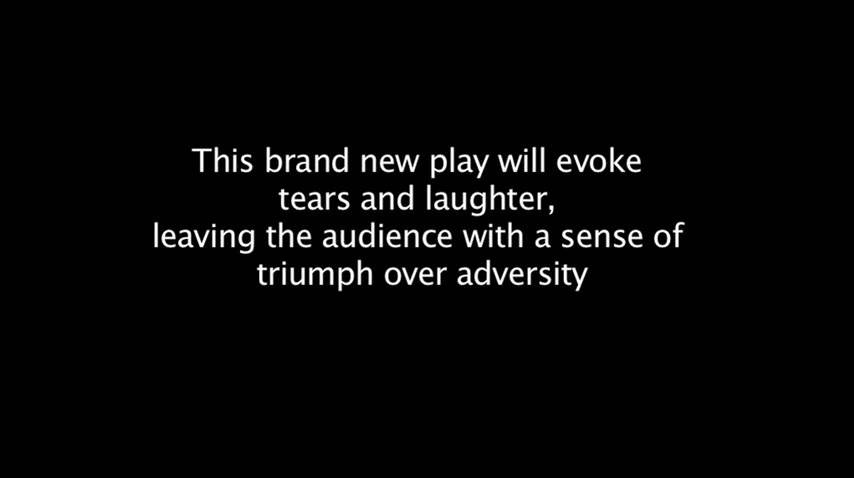 This brand new play will evoke
tears and laughter,
leaving the audience with a sense of
triumph over adversity